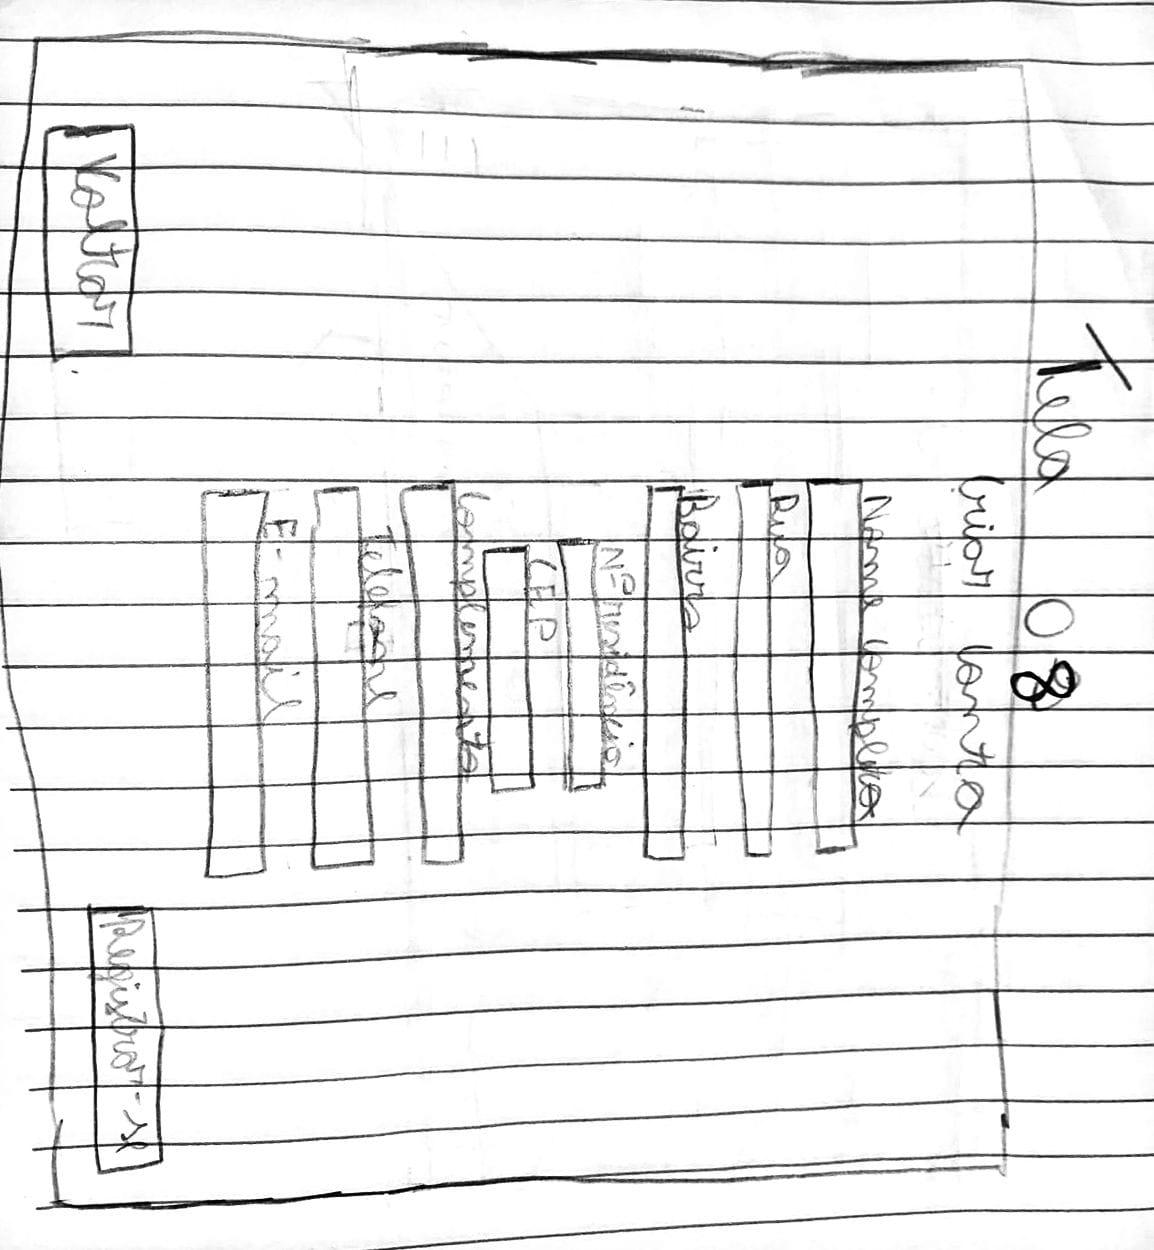 Tela 08
Criar Conta
Nome Completo
Rua
Bairro
Nº residência
CEP
Complemento
Telefone
E-mail
Voltar
Registrar-se